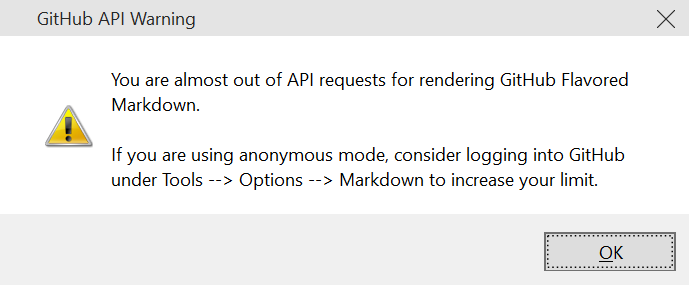 GitHub API Warning
You are almost out of API requests for rendering GitHub Flavored
Markdown.
If you are using anonymous mode, consider logging into GitHub
under Tools --> Options --> Markdown to increase your limit.
OK